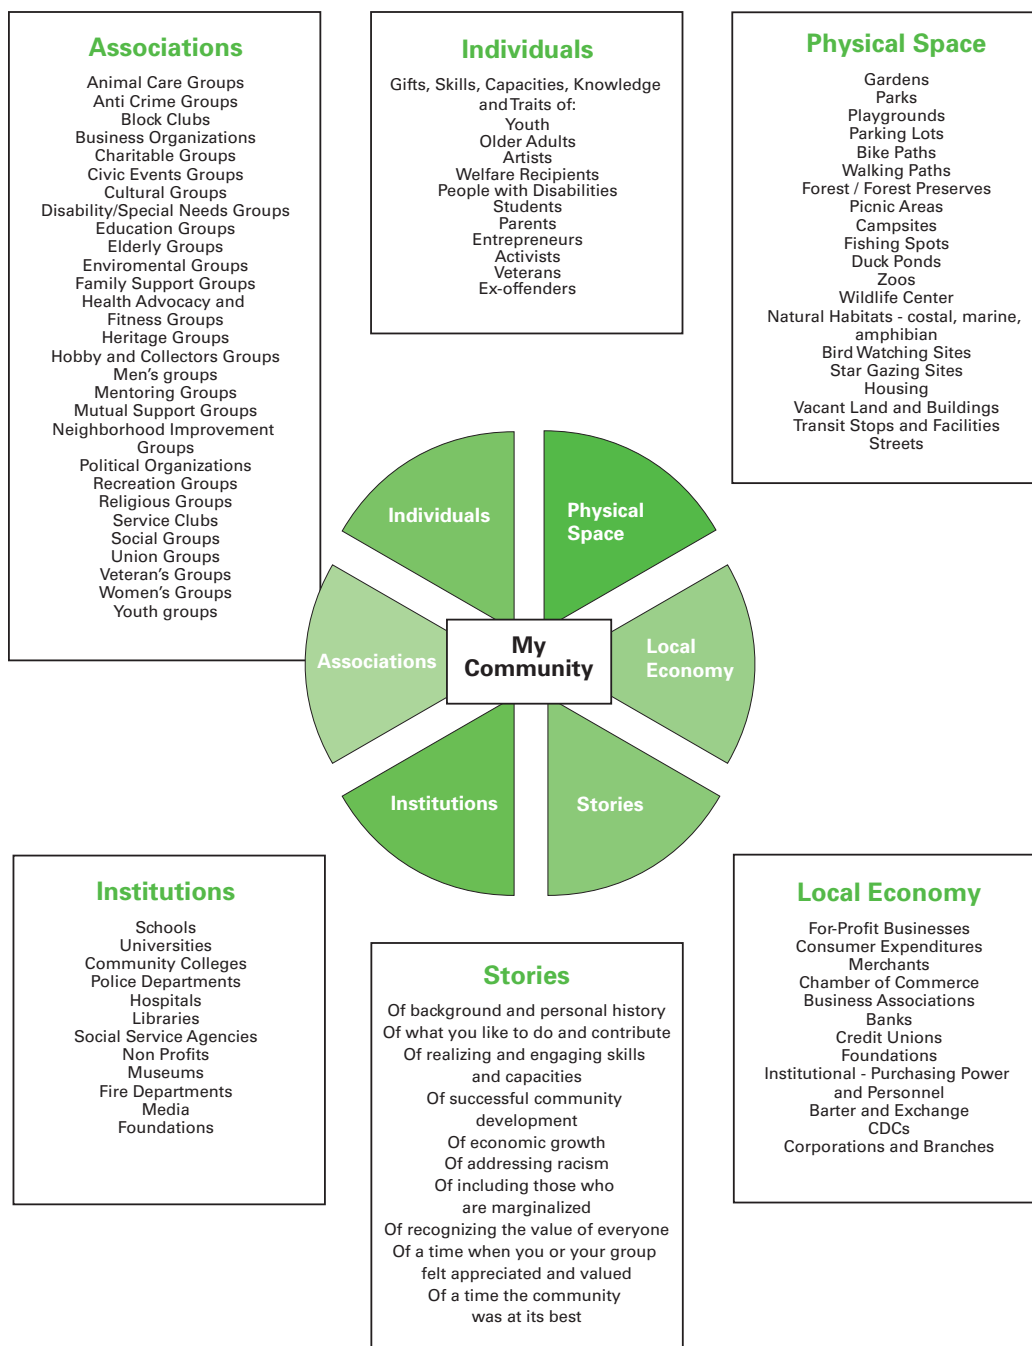 Associations
Animal Care Groups
Anti Crime Groups
Block Clubs
Business Organizations
Charitable Groups
Civic Events Groups
Cultural Groups
Disability/Special Needs Groups
Education Groups
Elderly Groups
Enviromental Groups
Family Support Groups
Health Advocacy and
Fitness Groups
Heritage Groups
Hobby and Collectors Groups
Men's groups
Mentoring Groups
Mutual Support Groups
Neighborhood Improvement
Groups
Political Organizations
Recreation Groups
Religious Groups
Service Clubs
Social Groups
Union Groups
Veteran's Groups
Women's Groups
Youth groups
Individuals
Gifts, Skills, Capacities, Knowledge
and Traits of:
Youth
Older Adults
Artists
Welfare Recipients
People with Disabilities
Students
Parents
Entrepreneurs
Activists
Veterans
Ex-offenders
Physical Space
Gardens
Parks
Playgrounds
Parking Lots
Bike Paths
Walking Paths
Forest / Forest Preserves
Picnic Areas
Campsites
Fishing Spots
Duck Ponds
Zoos
Wildlife Center
Natural Habitats - costal, marine,
amphibian
Bird Watching Sites
Star Gazing Sites
Housing
Vacant Land and Buildings
Transit Stops and Facilities
Streets
Individuals
Physical
Space
Associations
My
Community
Local
Economy
Institutions
Stories
Institutions
Schools
Universities
Community Colleges
Police Departments
Hospitals
Libraries
Social Service Agencies
Non Profits
Museums
Fire Departments
Media
Foundations
Stories
Of background and personal history
Of what you like to do and contribute
Of realizing and engaging skills
and capacities
Of successful community
development
Of economic growth
Of addressing racism
Of including those who
are marginalized
Of recognizing the value of everyone
Of a time when you or your group
felt appreciated and valued
Of a time the community
was at its best
Local Economy
For-Profit Businesses
Consumer Expenditures
Merchants
Chamber of Commerce
Business Associations
Banks
Credit Unions
Foundations
Institutional - Purchasing Power
and Personnel
Barter and Exchange
CDCs
Corporations and Branches